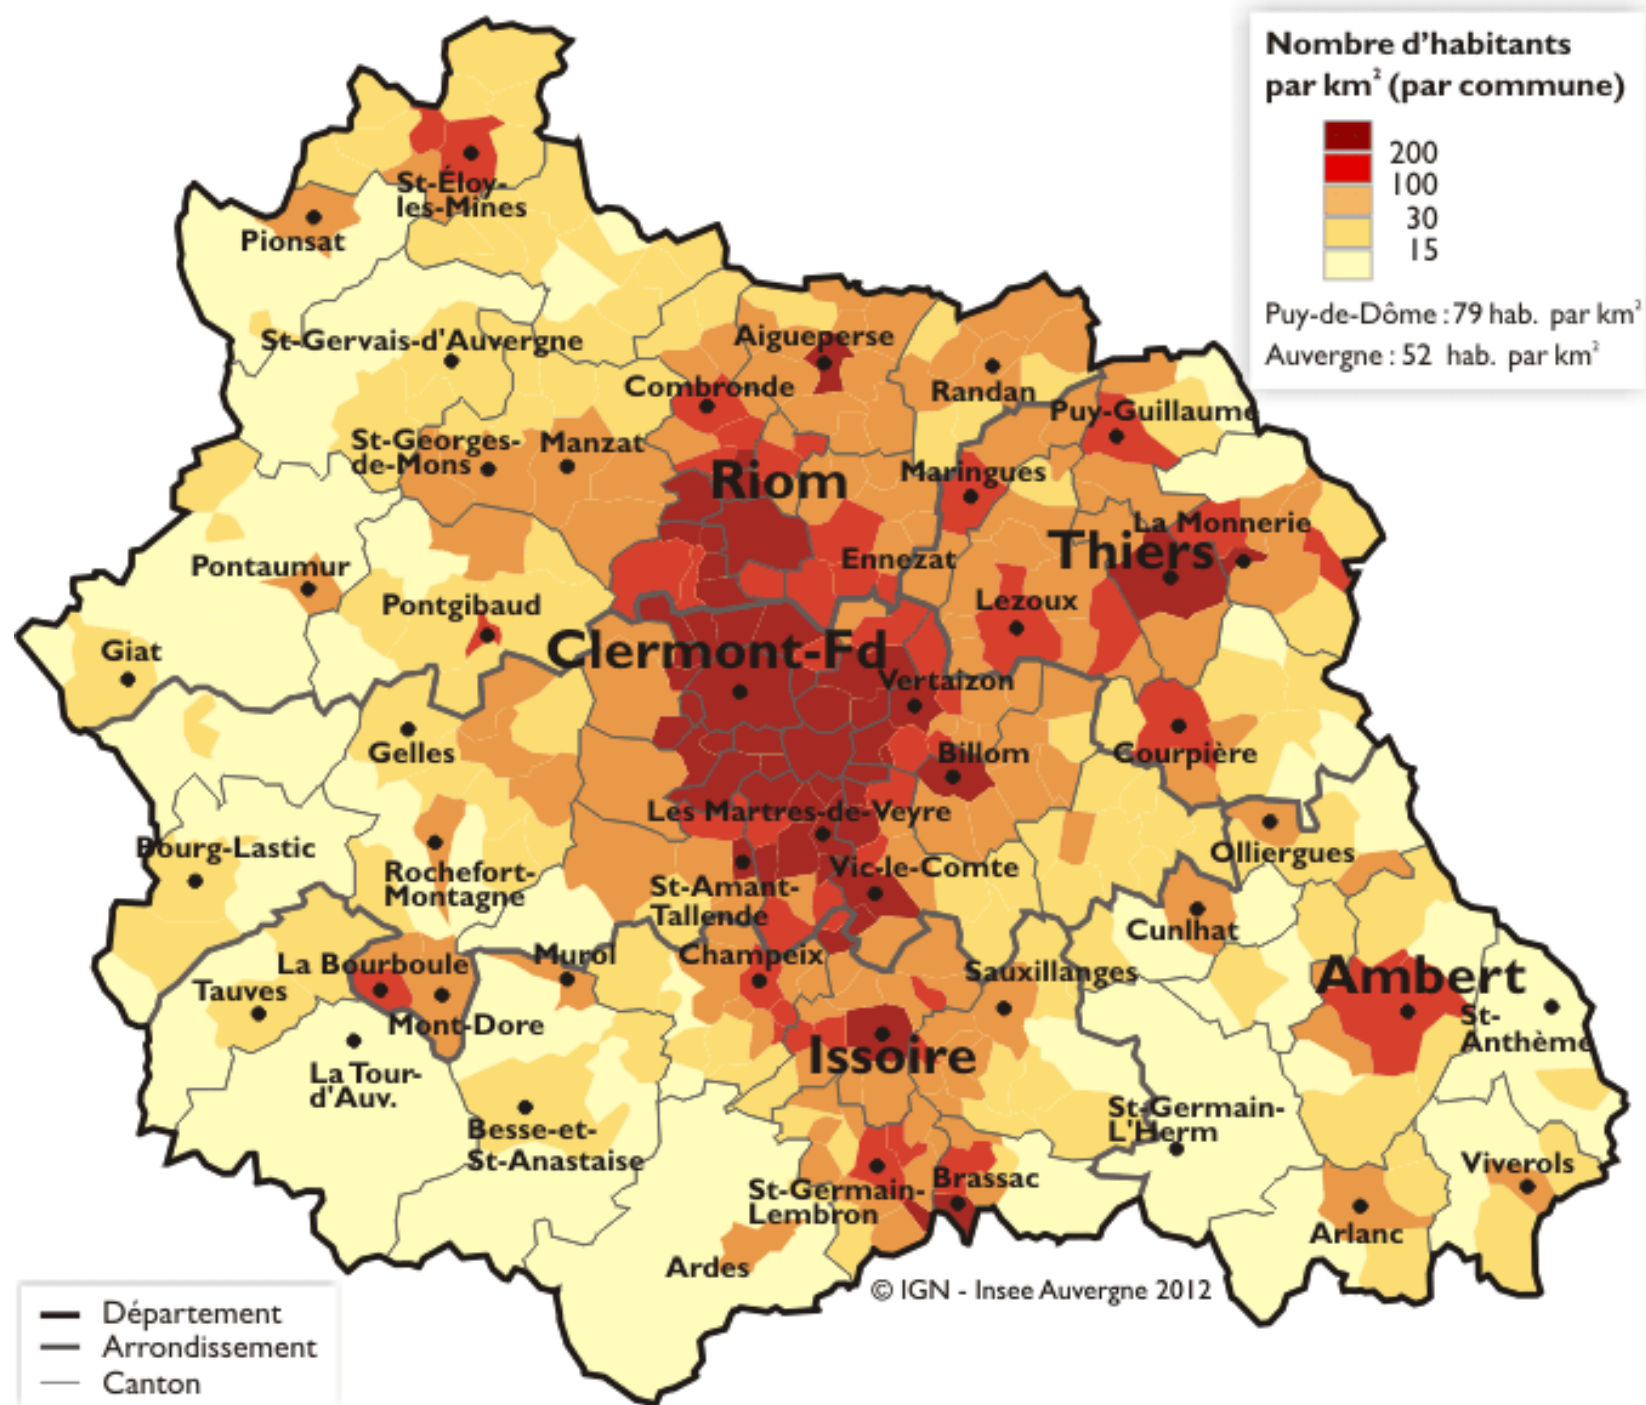 Nombre d'habitants
par km² (par commune)
200
100
30
15
Puy-de-Dôme : 79 hab. par km²
Auvergne : 52 hab. par km²
St-Éloy-
les-Mines
Pionsat
St-Gervais-d'Auvergne
Aigueperse
Combronde
Randan
Puy-Guillaume
St-Georges-
de-Mons
Manzat
Riom
Maringues
La Monnerie
Thiers
Ennezat
Pontaumur
Pontgibaud
Lezoux
Giat
Clermont-Fd
Vertaizon
Gelles
Billom
Courpière
Les Martres-de-Veyre
Bourg-Lastic
Rochefort-
Montagne
Olliergues
St-Amant-
Tallende
Vic-le-Comte
Cunlhat
La Bourboule
Murol
Champeix
Sauxillanges
Ambert
Tauves
Mont-Dore
St-
Anthème
Issoire
La Tour-
d'Auv.
Besse-et-
St-Anastaise
St-Germain-
L'Herm
Viverols
St-Germain-
Lembron
Brassac
Arlanc
Ardes
© IGN - Insee Auvergne 2012
Département
Arrondissement
Canton